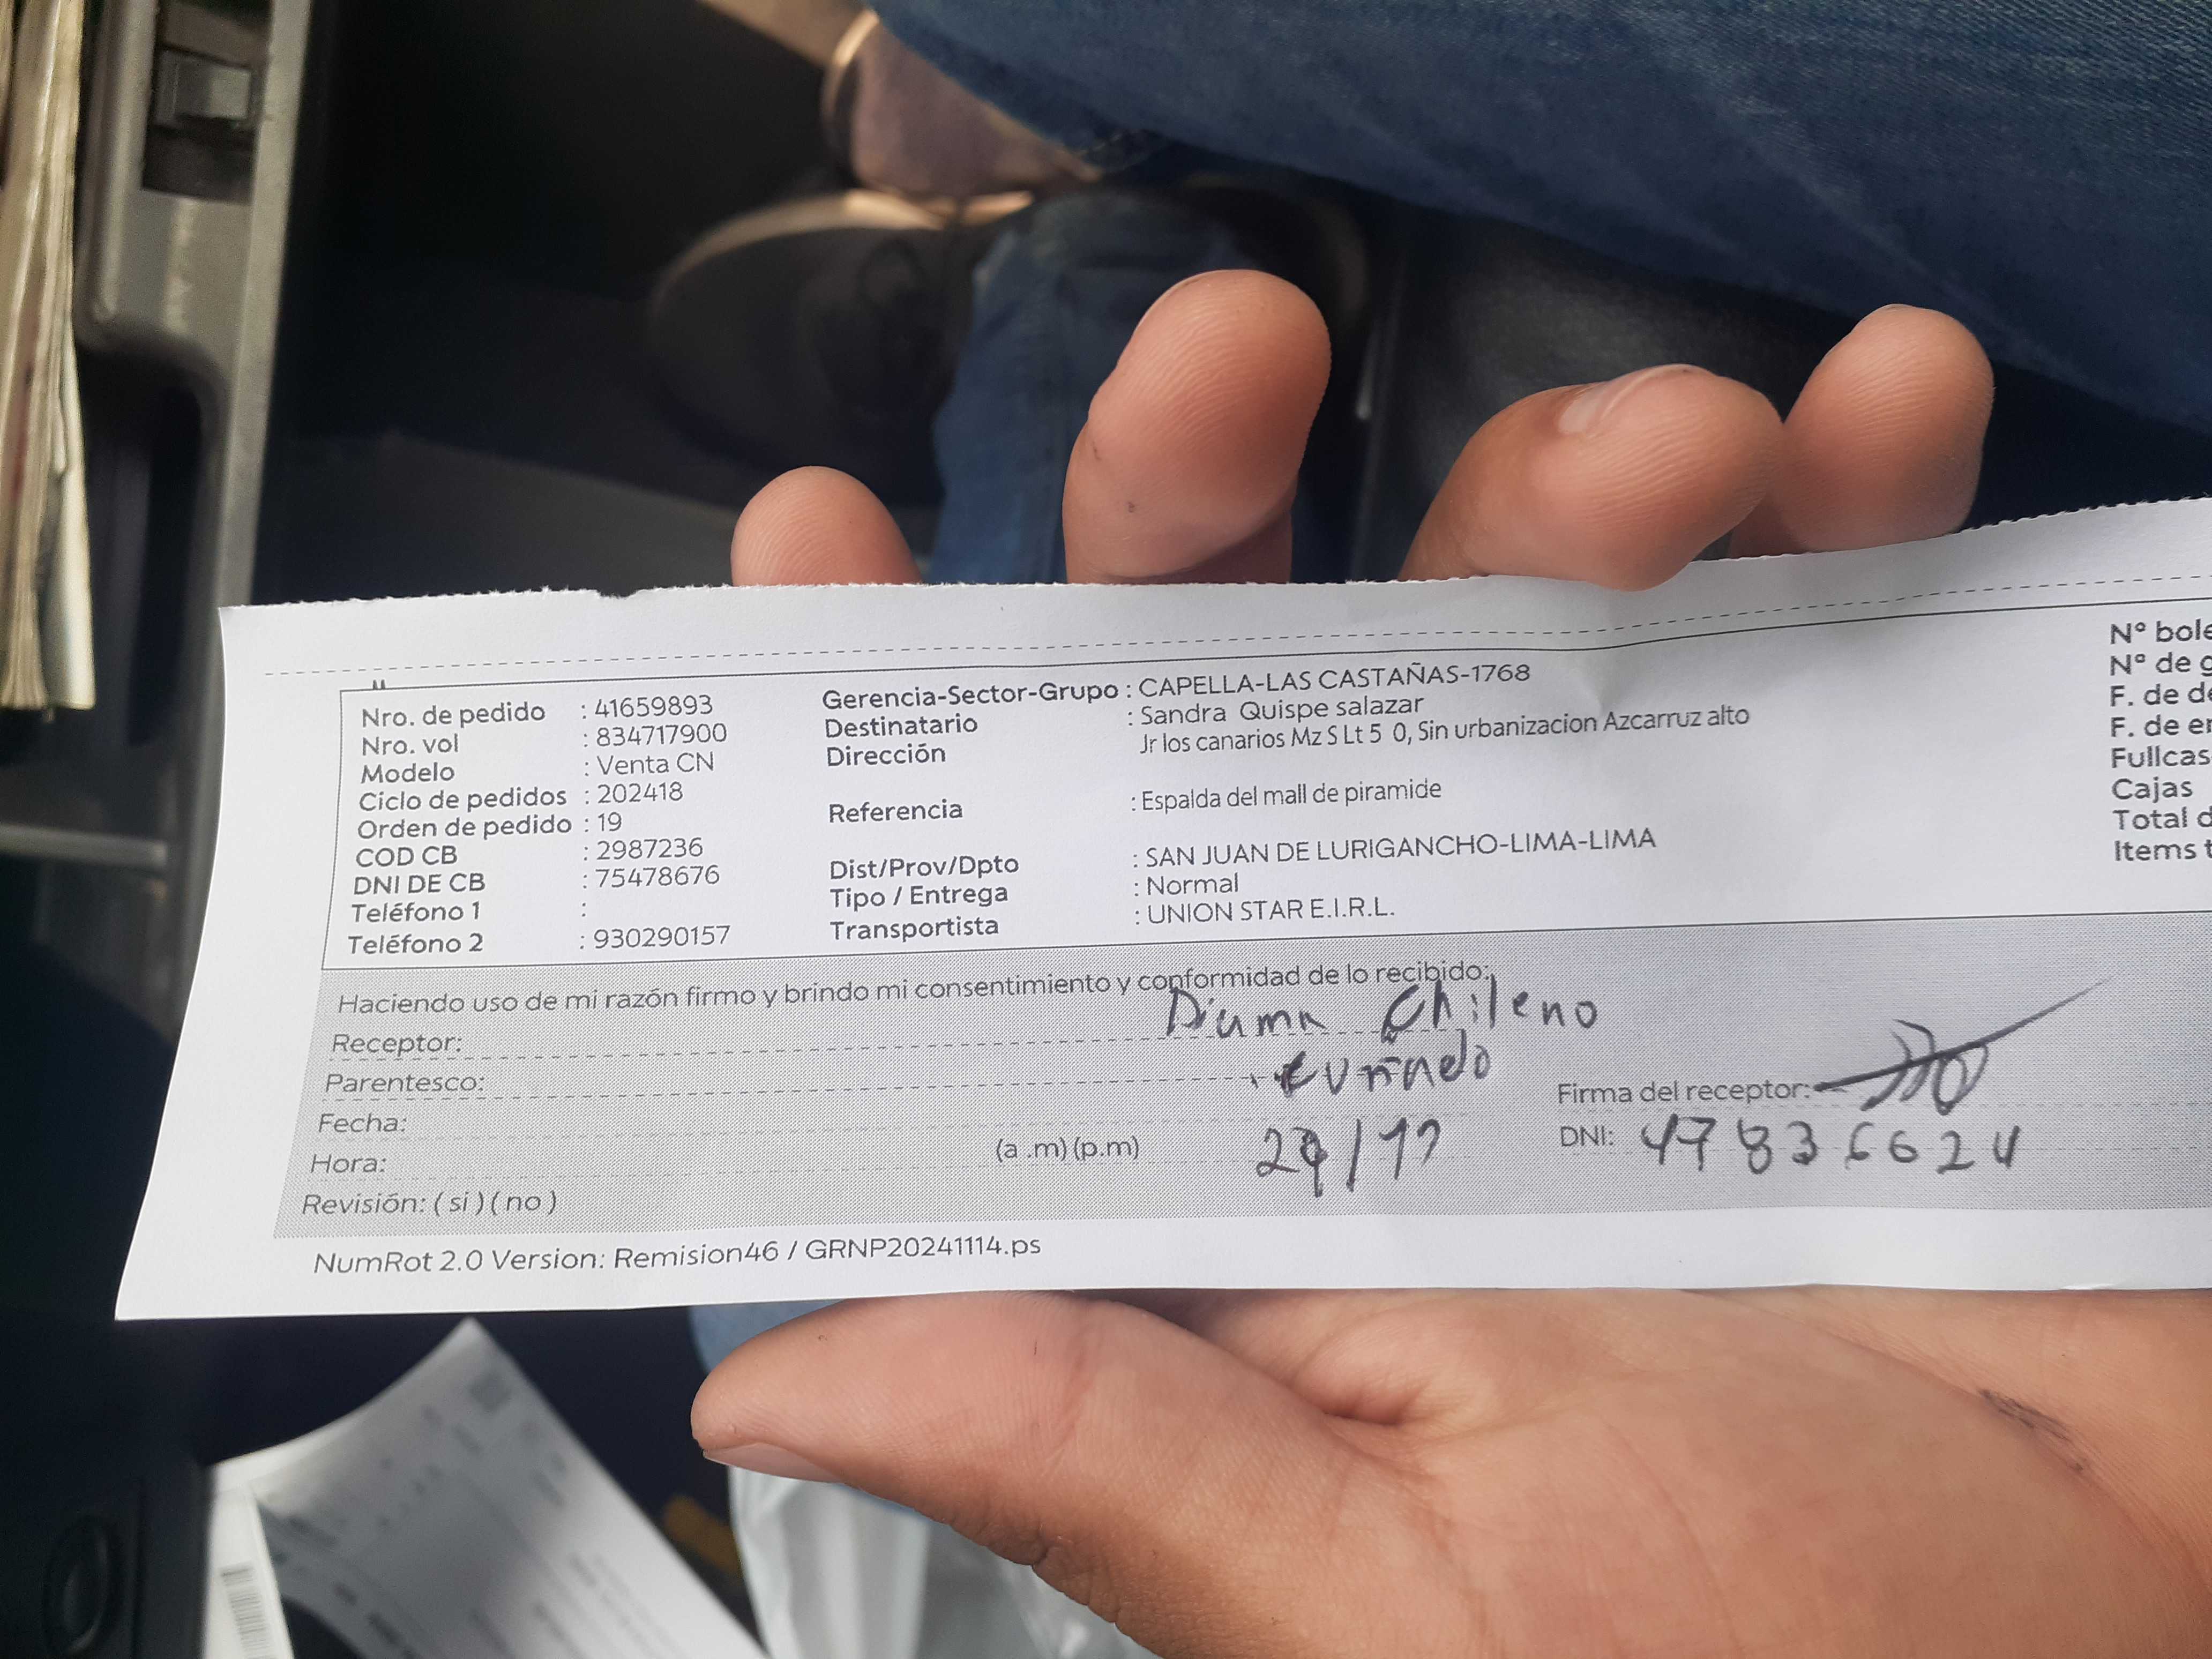 Nro. de pedido : 41659893
Nro. vol : 834717900
Modelo : Venta CN
Ciclo de pedidos : 202418
Orden de pedido : 19
COD CB : 2987236
DNI DE CB : 75478676
Teléfono 1 :
Teléfono 2 : 930290157
Gerencia-Sector-Grupo : CAPELLA-LAS CASTAÑAS-1768
Destinatario : Sandra Quispe salazar
Dirección Jr los canarios Mz S Lt 5 0, Sin urbanizacion Azcarruz alto
Referencia : Espalda del mall de piramide
Dist/Prov/Dpto : SAN JUAN DE LURIGANCHO-LIMA-LIMA
Tipo / Entrega : Normal
Transportista : UNION STAR E.I.R.L.
N° bole
N° de g
F. de de
F. de en
Fullcas
Cajas
Total d
Items t
Haciendo uso de mi razón firmo y brindo mi consentimiento y conformidad de lo recibido:
Receptor: Chileno
Parentesco: cuñado
Fecha:
Hora: (a .m) (p.m)
Revisión: ( si ) ( no )
Firma del receptor:
DNI: 47836624
NumRot 2.0 Version: Remision46 / GRNP20241114.ps